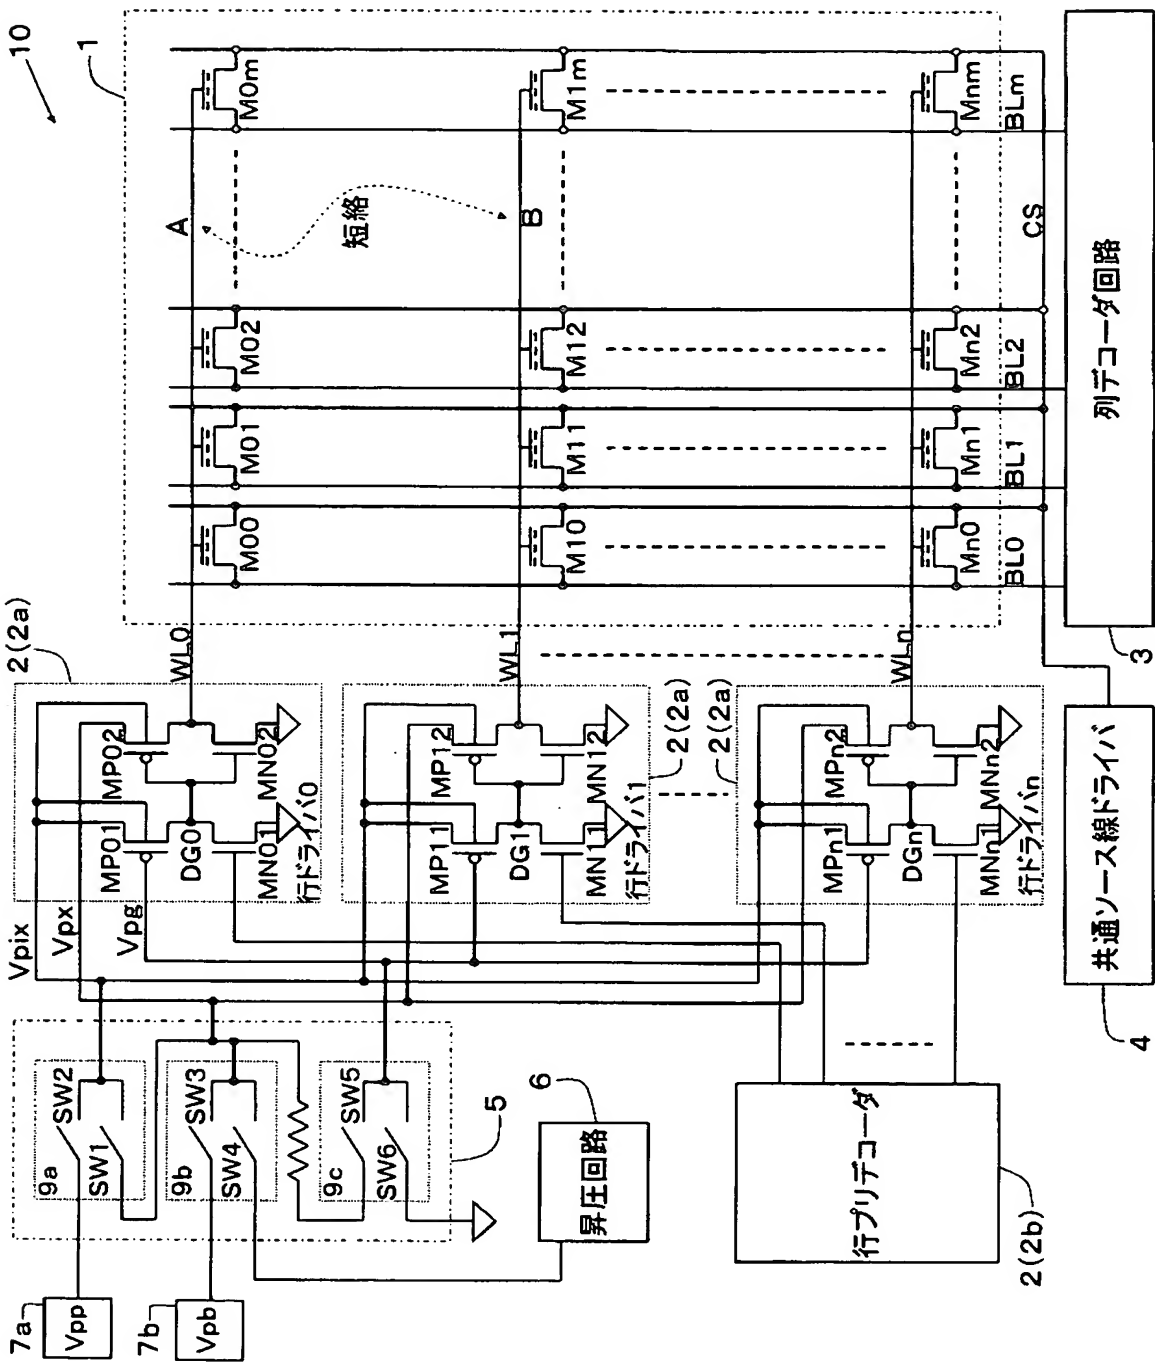 10
1
7a
Vpp
7b
Vpb
9a
SW2
SW1
9b
SW3
SW4
9c
SW5
SW6
5
6
昇圧回路
Vpix
Vpx
Vpg
2(2a)
MP01
MP02
DG0
MN01
MN02
行ドライバ0
WL0
MP11
MP12
DG1
MN11
MN12
行ドライバ1
WL1
2(2a)
2(2a)
MPn1
MPn2
DGn
MNn1
MNn2
行ドライバn
WLn
行プリデコーダ
2(2b)
M00
M01
M02
M0m
A
短絡
B
M10
M11
M12
M1m
Mn0
Mn1
Mn2
Mnm
BL0
BL1
BL2
BLm
CS
列デコーダ回路
3
共通ソース線ドライバ
4